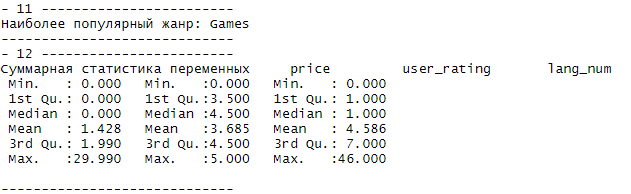 - 11 ---------------------------
Наиболее популярный жанр: Games
-----------------------------
- 12 ---------------------------
Суммарная статистика переменных     price         user_rating       lang_num
 Min.   : 0.000   Min.   :0.000   Min.   : 0.000
 1st Qu.: 0.000   1st Qu.:3.500   1st Qu.: 1.000
 Median : 0.000   Median :4.500   Median : 1.000
 Mean   : 1.428   Mean   :3.685   Mean   : 4.586
 3rd Qu.: 1.990   3rd Qu.:4.500   3rd Qu.: 7.000
 Max.   :29.990   Max.   :5.000   Max.   :46.000
-----------------------------